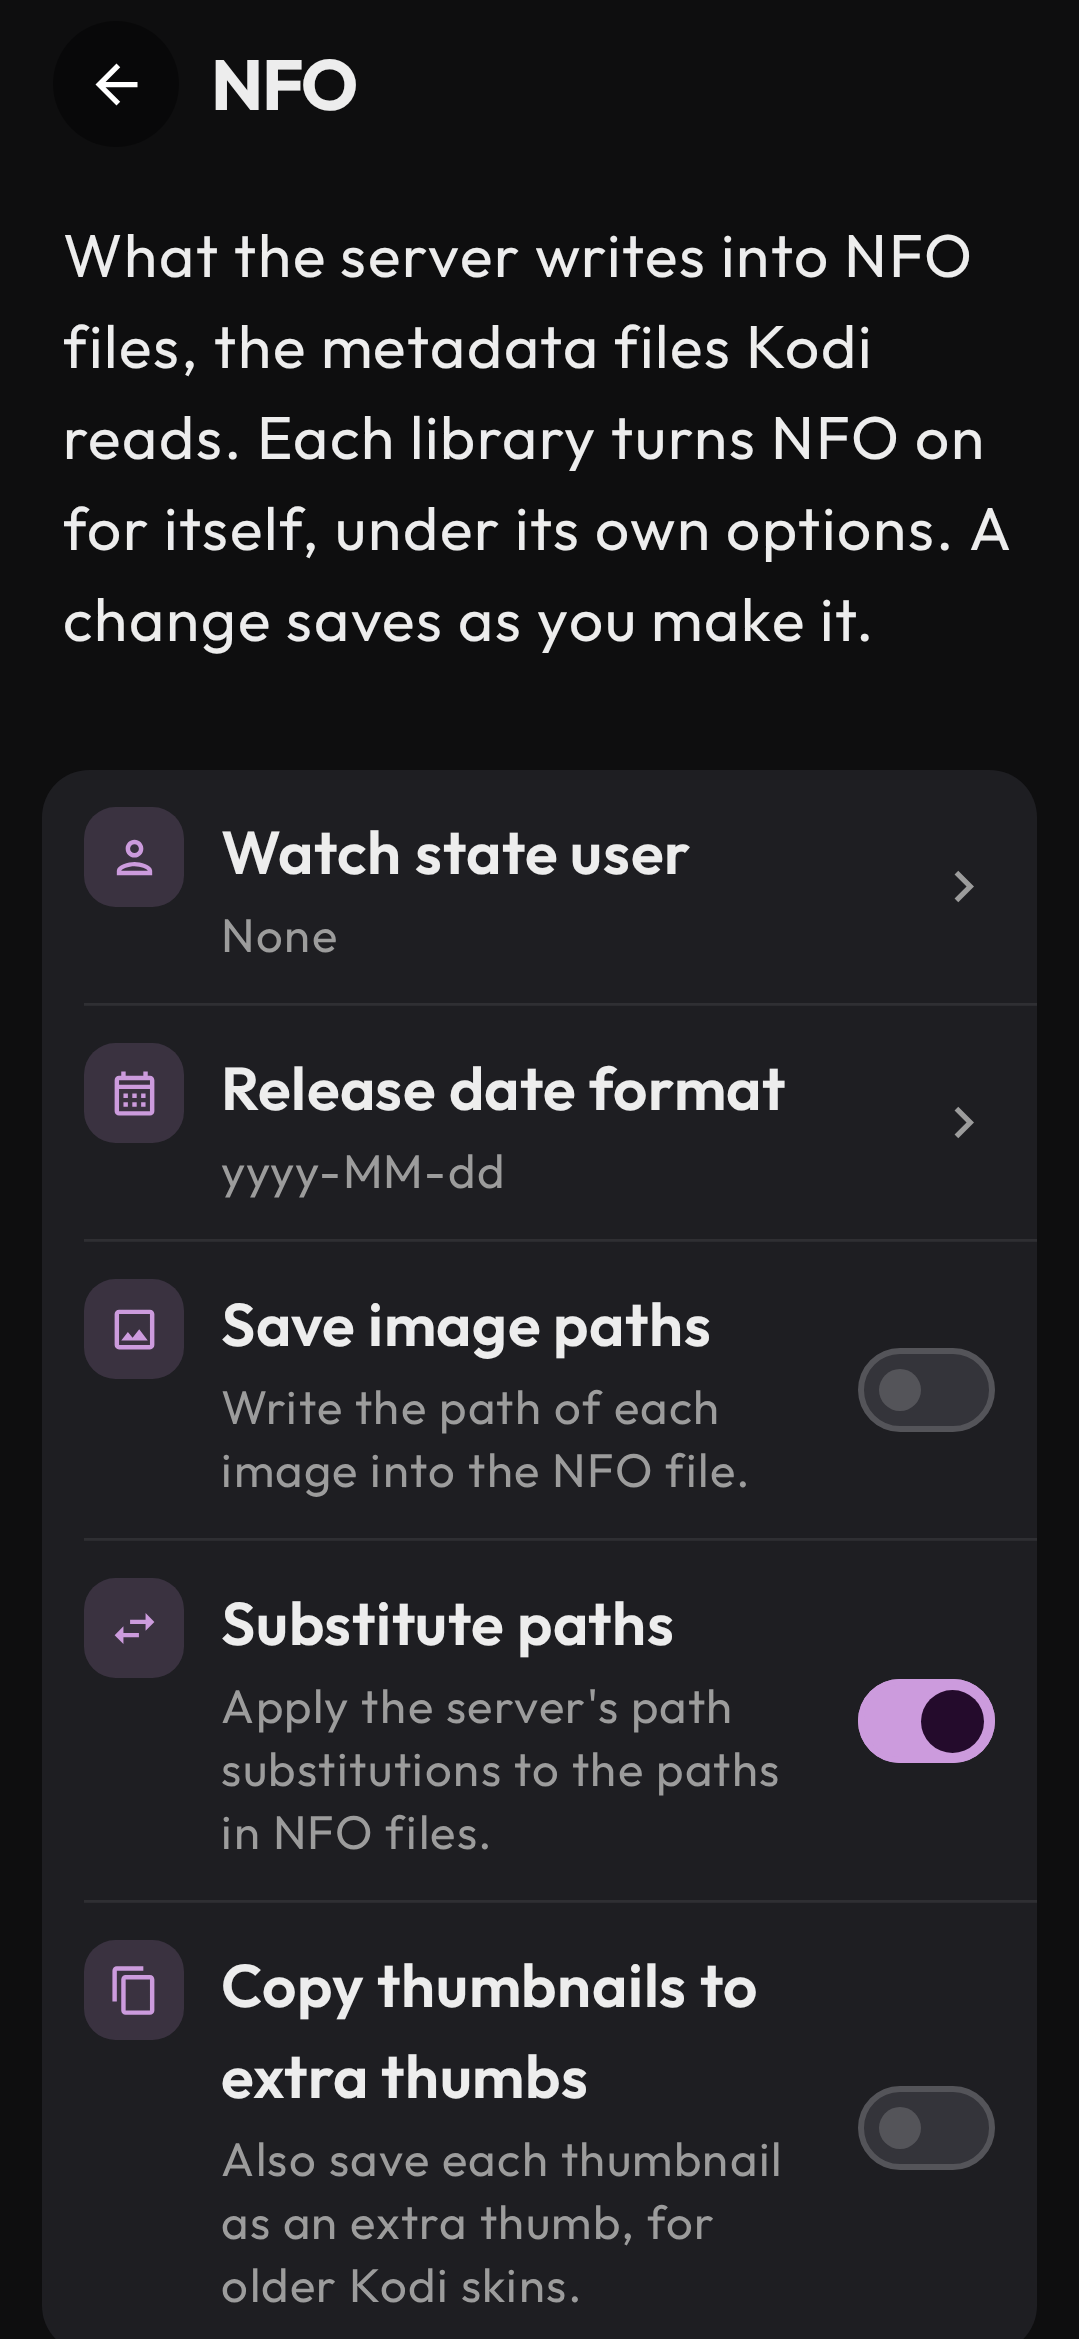 NFO
What the server writes into NFO
files, the metadata files Kodi
reads. Each library turns NFO on
for itself, under its own options. A
change saves as you make it.
Watch state user
None
Release date format
yyyy-MM-dd
Save image paths
Write the path of each
image into the NFO file.
Substitute paths
Apply the server's path
substitutions to the paths
in NFO files.
Copy thumbnails to
extra thumbs
Also save each thumbnail
as an extra thumb, for
older Kodi skins.